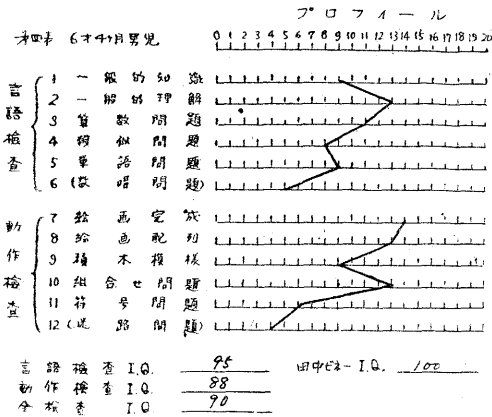 プロフィール
第四表 6才4ヶ月男児 0 1 2 3 4 5 6 7 8 9 10 11 12 13 14 15 16 17 18 19 20
言語検査
1 一般的知識
2 一般的理解
3 算数問題
4 類似問題
5 単語問題
6 (数唱問題)
動作検査
7 絵画完成
8 絵画配列
9 積木模様
10 組合せ問題
11 符号問題
12 (迷路問題)
言語検査 I.Q. 95
動作検査 I.Q. 88
全検査 I.Q. 90
田中ビネー I.Q. 100